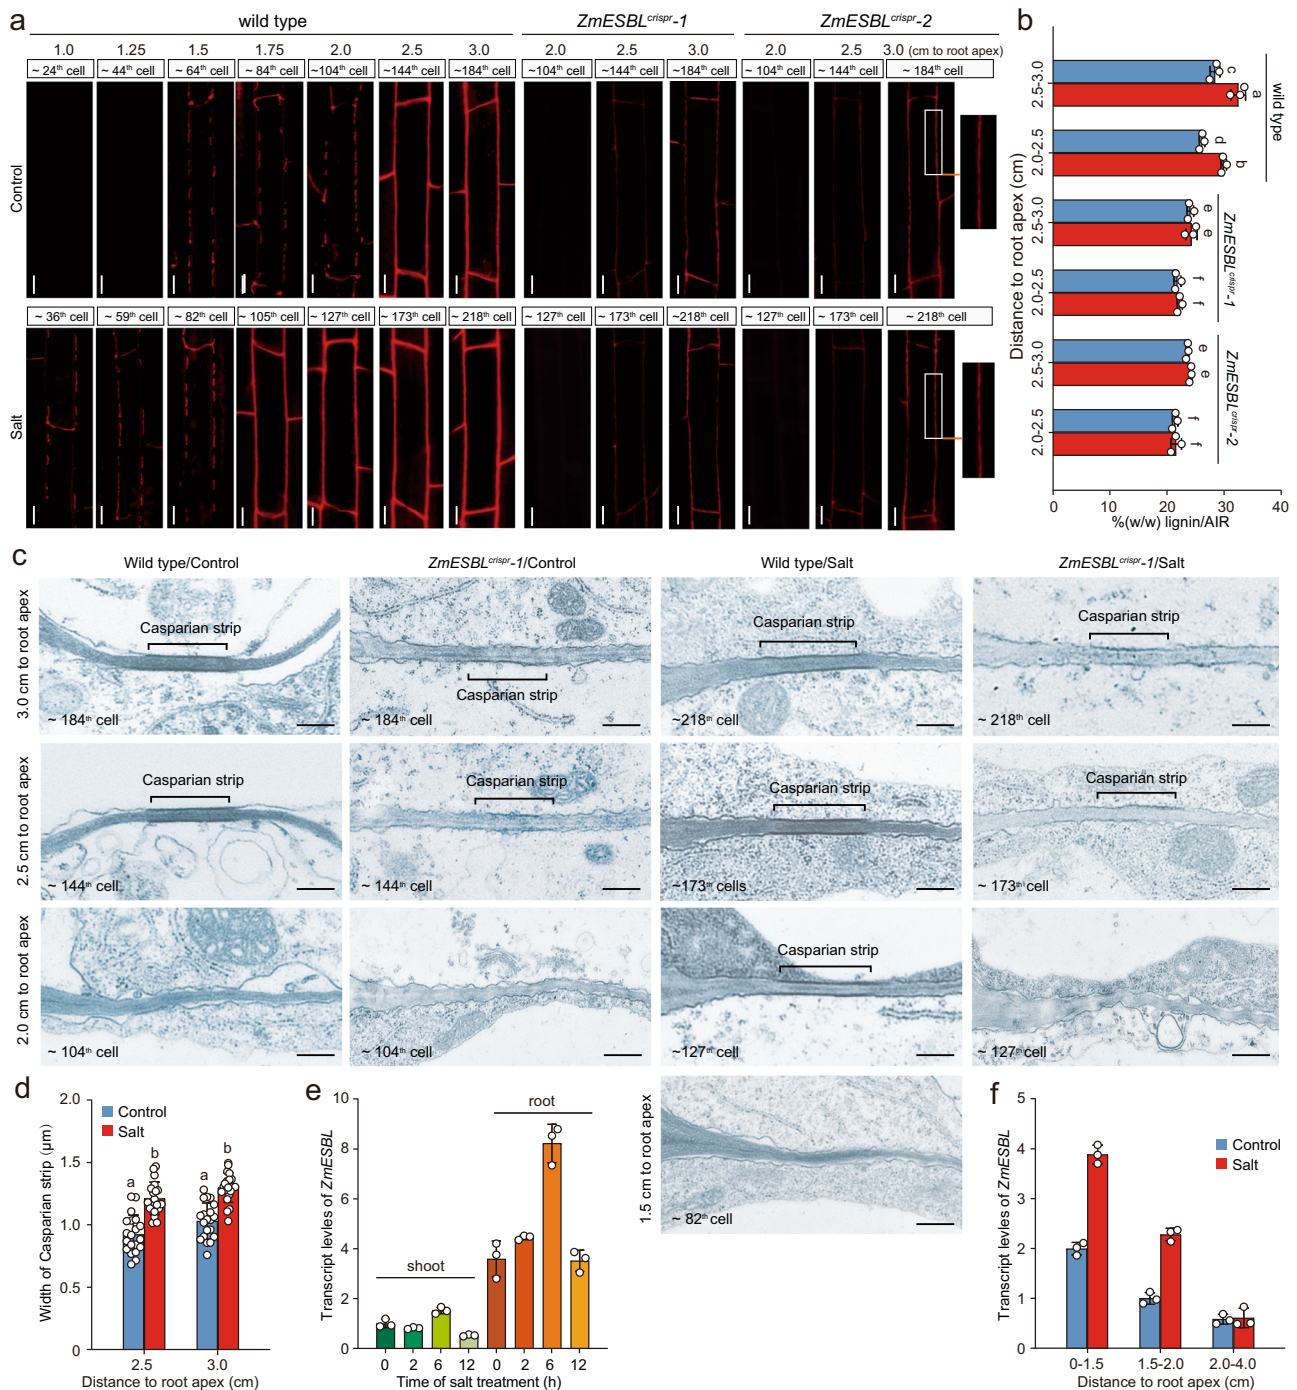 a
wild type
ZmESBL^crispr-1
ZmESBL^crispr-2
1.0 1.25 1.5 1.75 2.0 2.5 3.0 2.0 2.5 3.0 2.0 2.5 3.0 (cm to root apex)
~ 24th cell ~ 44th cell ~ 64th cell ~ 84th cell ~104th cell ~144th cell ~184th cell ~104th cell ~144th cell ~184th cell ~ 104th cell ~ 144th cell ~ 184th cell
Control
~ 36th cell ~ 59th cell ~ 82th cell ~ 105th cell ~ 127th cell ~ 173th cell ~ 218th cell ~ 127th cell ~ 173th cell ~218th cell ~ 127th cell ~ 173th cell ~ 218th cell
Salt
b
Distance to root apex (cm)
2.5-3.0
c
a
2.0-2.5
d
b
wild type
2.5-3.0
e
e
2.0-2.5
f
f
ZmESBL^crispr-1
2.5-3.0
e
e
2.0-2.5
f
f
ZmESBL^crispr-2
0 10 20 30 40
%(w/w) lignin/AIR
c
Wild type/Control
ZmESBL^crispr-1/Control
Wild type/Salt
ZmESBL^crispr-1/Salt
3.0 cm to root apex
Casparian strip
~ 184th cell
Casparian strip
~ 184th cell
Casparian strip
~218th cell
Casparian strip
~ 218th cell
2.5 cm to root apex
Casparian strip
~ 144th cell
Casparian strip
~ 144th cell
Casparian strip
~173th cells
Casparian strip
~ 173th cell
2.0 cm to root apex
~ 104th cell
~ 104th cell
Casparian strip
~127th cell
~ 127th cell
1.5 cm to root apex
~ 82th cell
d
Width of Casparian strip (μm)
2.0
1.5
1.0
0.5
0
Control
Salt
a
b
a
b
2.5 3.0
Distance to root apex (cm)
e
Transcript levles of ZmESBL
10
8
6
4
2
0
shoot
root
0 2 6 12 0 2 6 12
Time of salt treatment (h)
f
Transcript levles of ZmESBL
5
4
3
2
1
0
Control
Salt
0-1.5 1.5-2.0 2.0-4.0
Distance to root apex (cm)